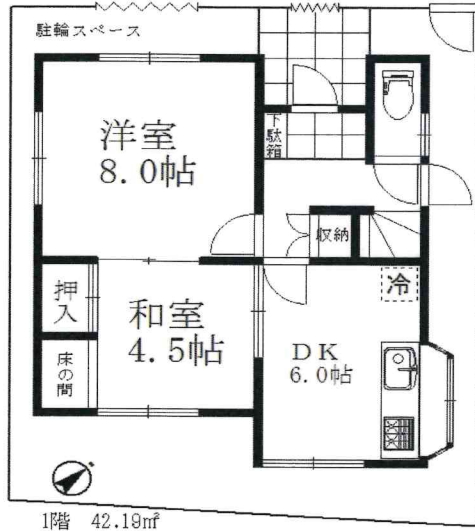 駐輪スペース
洋室
8.0帖
下駄箱
収納
押入
和室
4.5帖
床の間
冷
DK
6.0帖
1階 42.19㎡